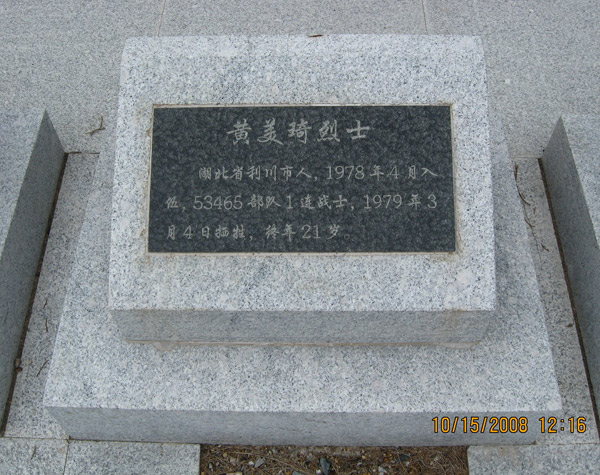 黄美琦烈士
湖北省利川市人，1978年4月入
伍，53465部队1连战士，1979年3
月4日牺牲，终年21岁。
10/15/2008 12:16